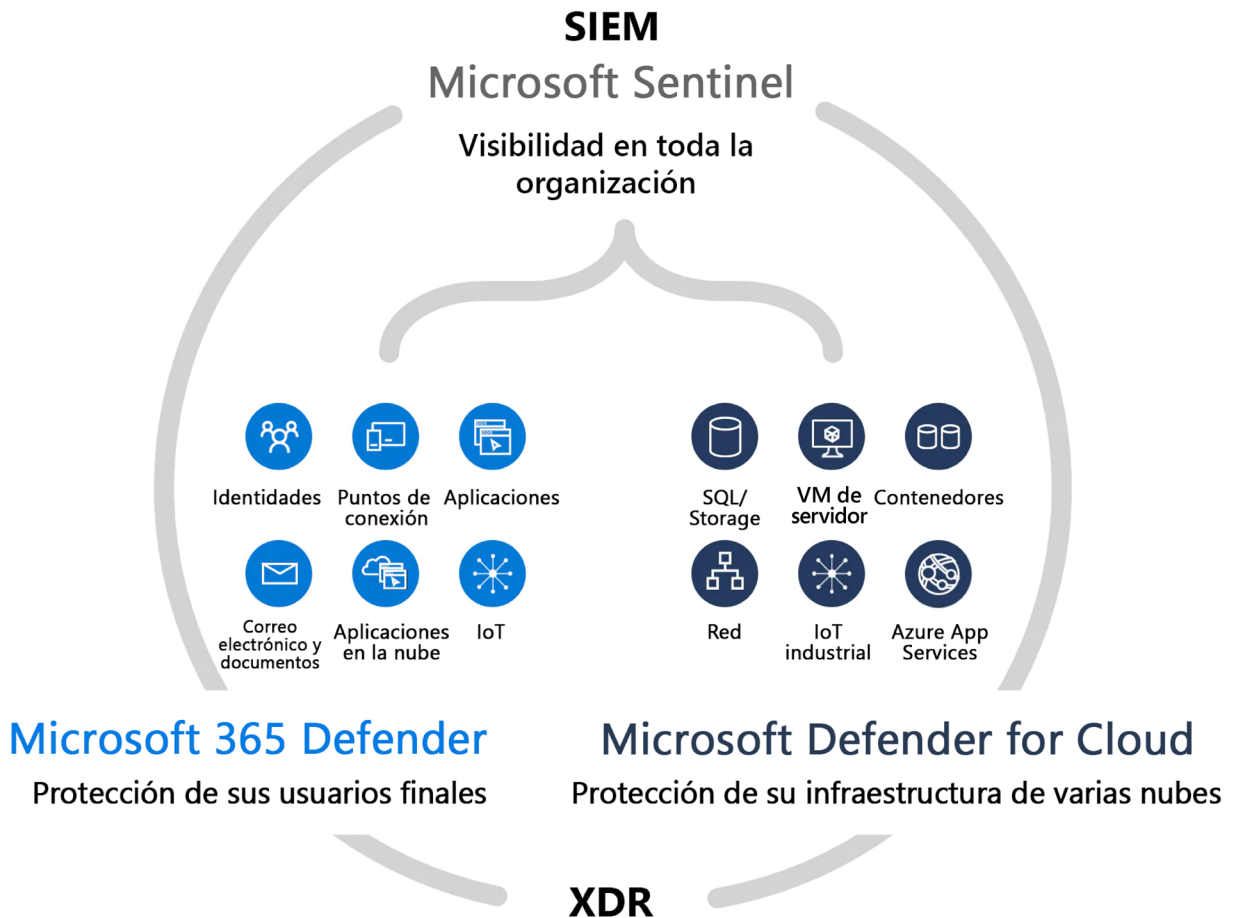 SIEM
Microsoft Sentinel
Visibilidad en toda la
organización
Identidades
Puntos de
conexión
Aplicaciones
SQL/
Storage
VM de
servidor
Contenedores
Correo
electrónico y
documentos
Aplicaciones
en la nube
IoT
Red
IoT
industrial
Azure App
Services
Microsoft 365 Defender
Protección de sus usuarios finales
Microsoft Defender for Cloud
Protección de su infraestructura de varias nubes
XDR